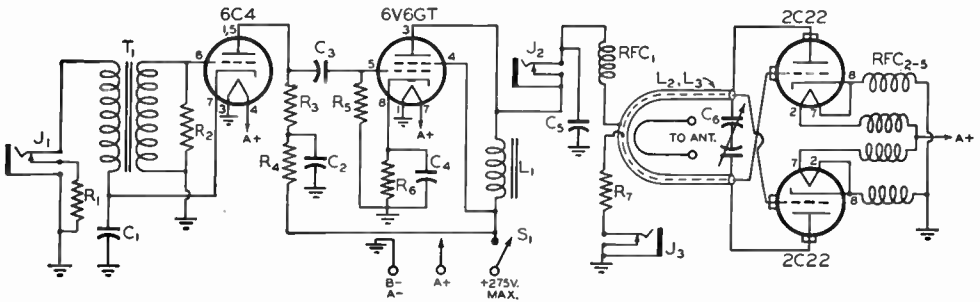 6C4
6V6GT
2C22
1,5
3
J2
RFC1
L2, L3
RFC2-5
T1
C3
6
5
4
8
R3
R5
7
3
4
8
1
7
2
7
R2
A+
A+
C5
C6
TO ANT.
J1
R4
C2
R6
C4
L1
7
2
A+
R1
R7
8
C1
S1
J3
B-
A-
A+
+275V.
MAX.
2C22